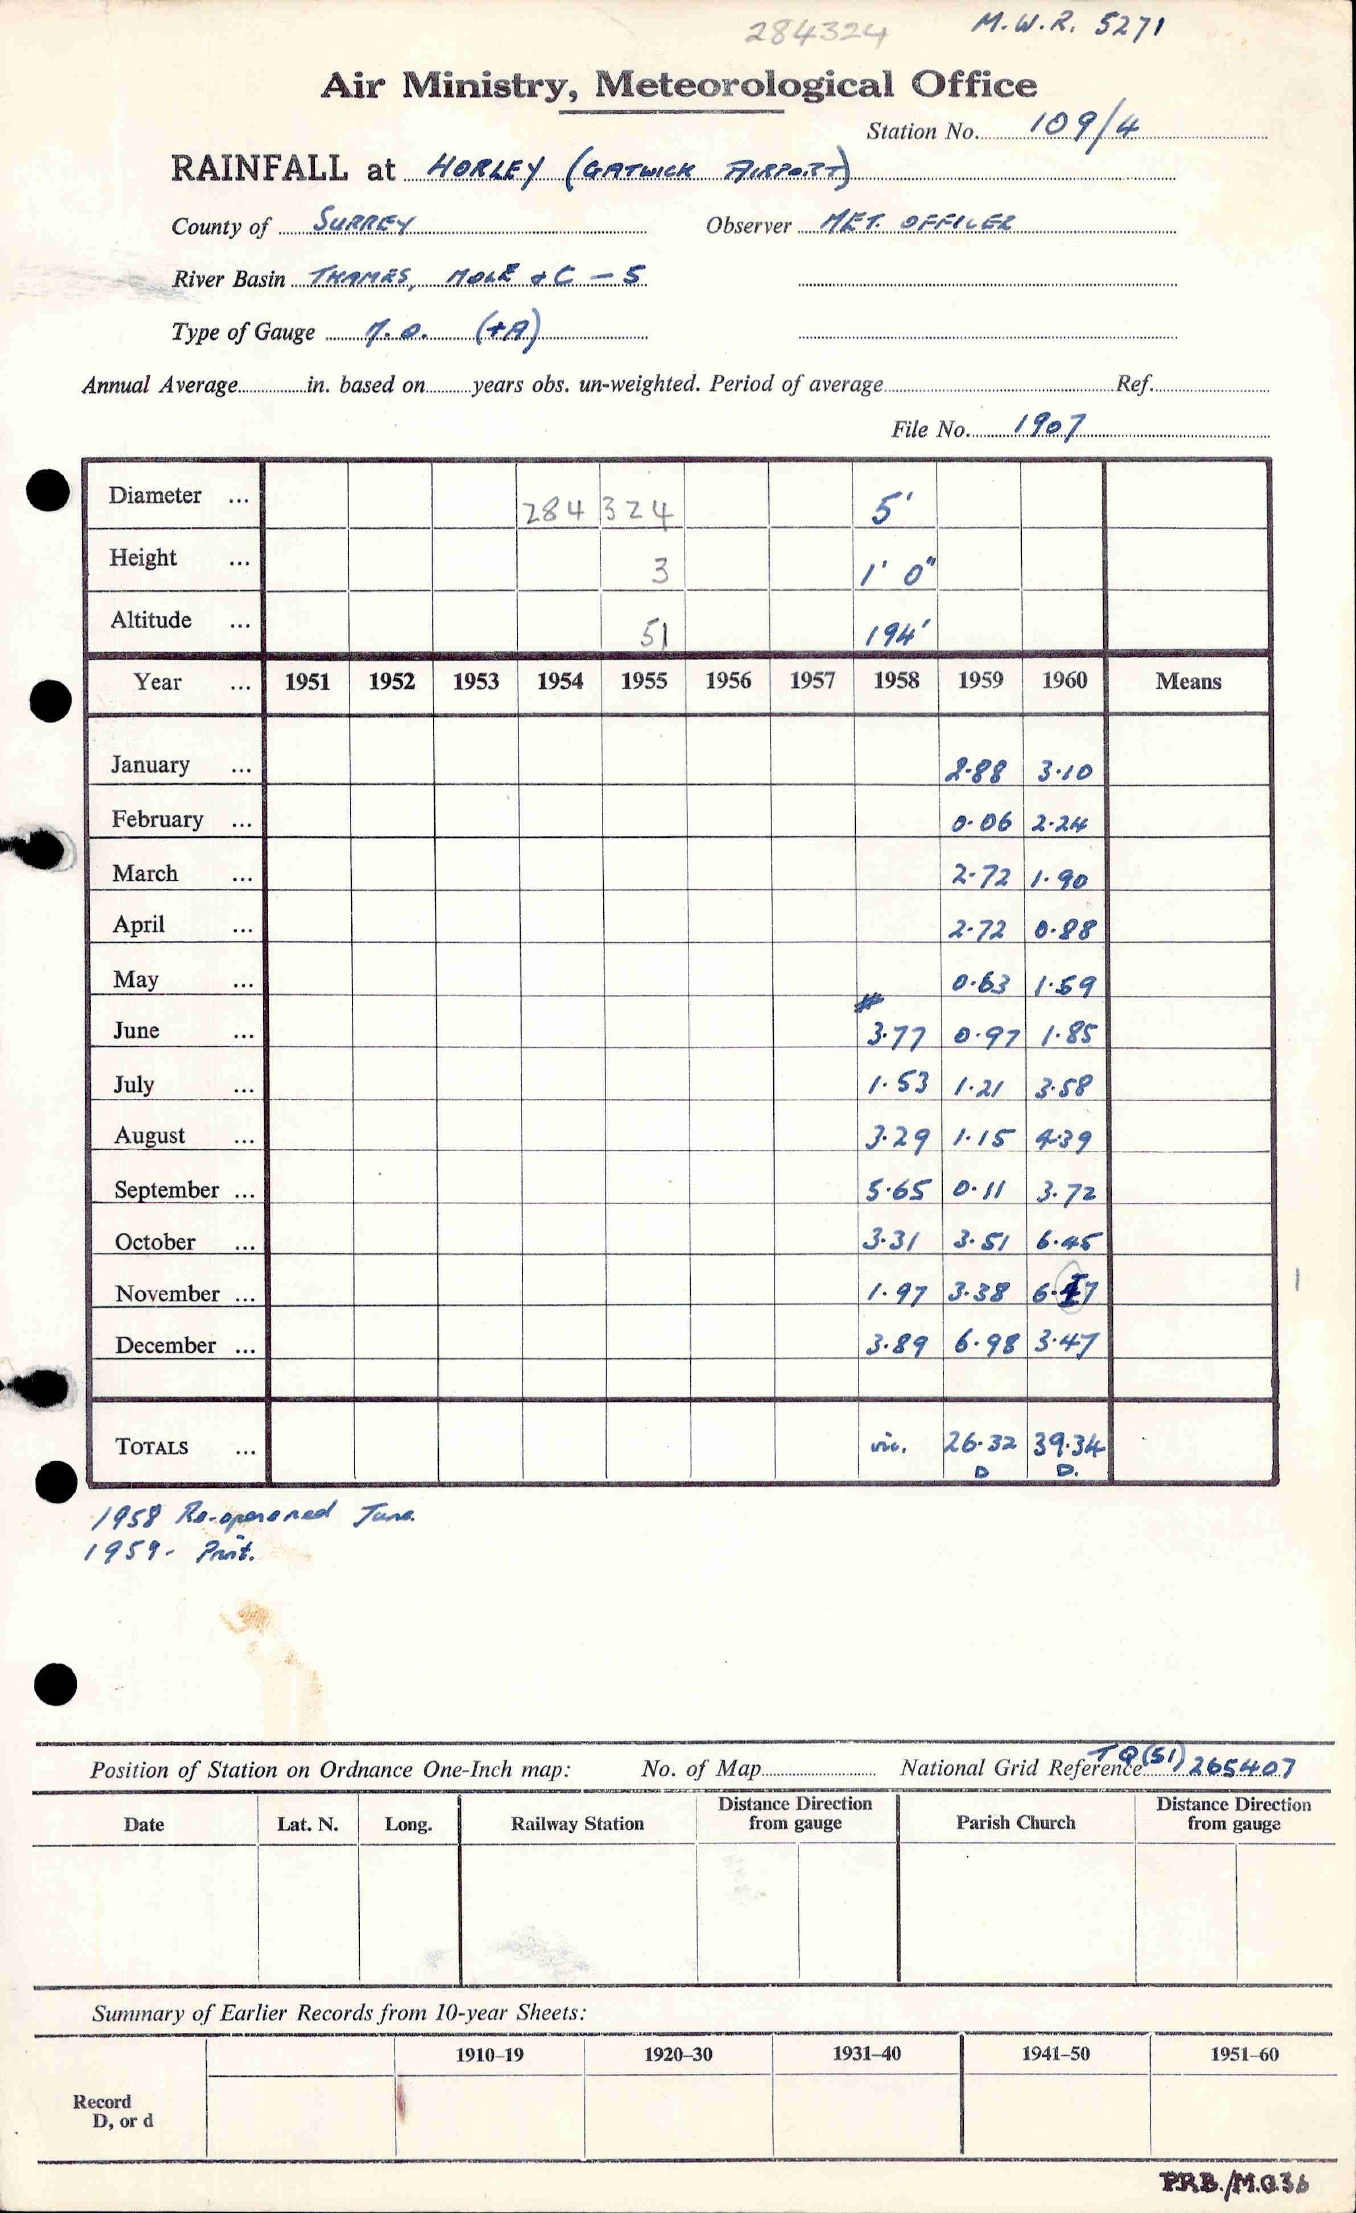 284324 M.W.R. 5271
Air Ministry, Meteorological Office
Station No. 109/4
RAINFALL at HORLEY (GATWICK AIRPORT)
County of SURREY Observer MET. OFFICER
River Basin THAMES, MOLE & C - 5
Type of Gauge M.O. (+A)
Annual Average in. based on years obs. un-weighted. Period of average Ref.
File No. 1907
Diameter ... 284 324 5'
Height ... 3 1' 0"
Altitude ... 51 194'
Year ... 1951 1952 1953 1954 1955 1956 1957 1958 1959 1960 Means
January ... 2.88 3.10
February ... 0.06 2.24
March ... 2.72 1.90
April ... 2.72 0.88
May ... 0.63 1.59
#
June ... 3.77 0.97 1.85
July ... 1.53 1.21 3.58
August ... 3.29 1.15 4.39
September ... 5.65 0.11 3.72
October ... 3.31 3.51 6.45
November ... 1.97 3.38
December ... 3.89 6.98 3.47
TOTALS ... 26.32 39.34
D D.
1958 Re-opened June.
1959- Print.
Position of Station on Ordnance One-Inch map: No. of Map National Grid Reference TQ(51) 265407
Date Lat. N. Long. Railway Station Distance Direction from gauge Parish Church Distance Direction from gauge
Summary of Earlier Records from 10-year Sheets:
1910–19 1920–30 1931–40 1941–50 1951–60
Record
D, or d
P.R.B./M.O.36